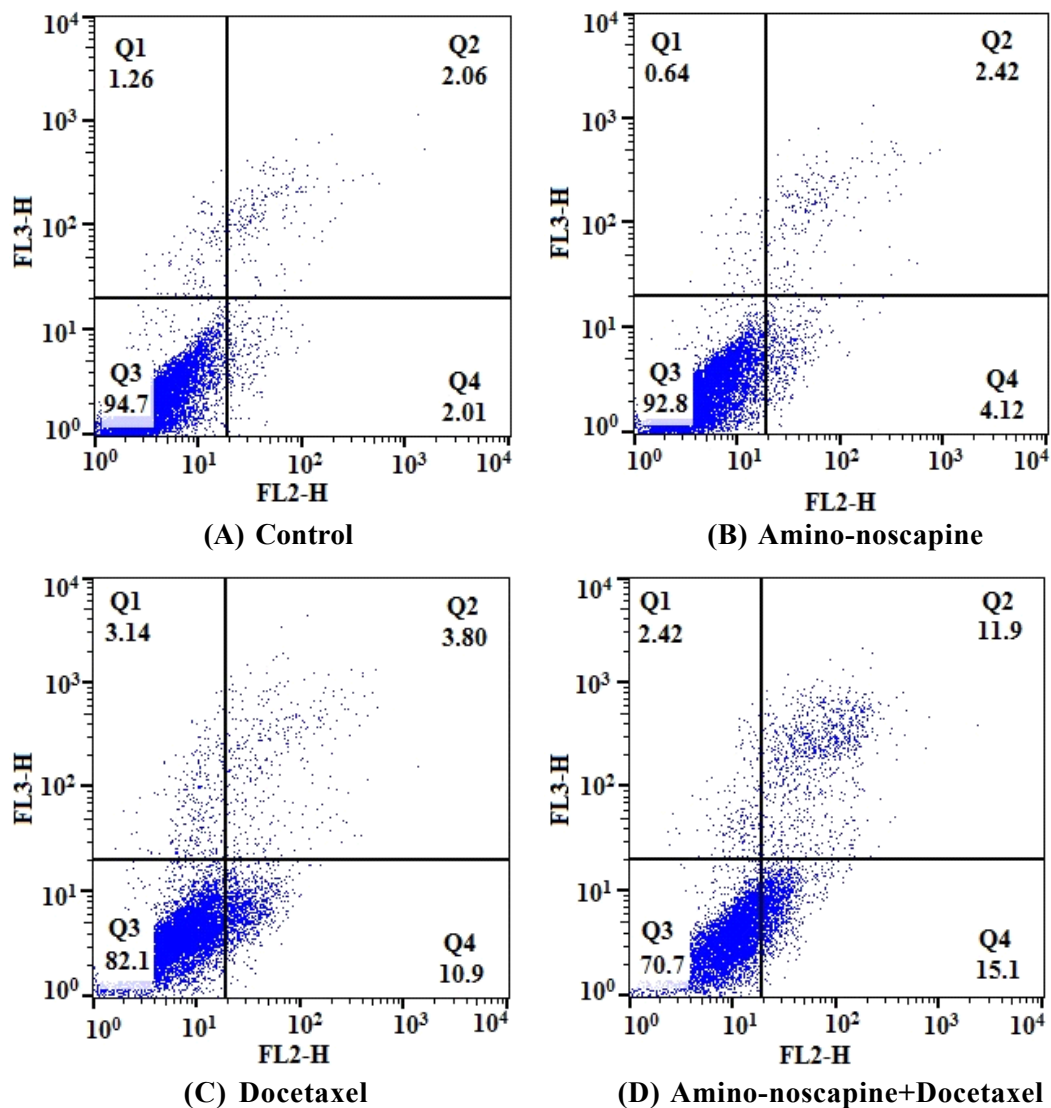 10⁴
10³
10²
10¹
10⁰
FL3-H
Q1
1.26
Q2
2.06
Q3
94.7
Q4
2.01
10⁰ 10¹ 10² 10³ 10⁴
FL2-H
(A) Control
10⁴
10³
10²
10¹
10⁰
FL3-H
Q1
0.64
Q2
2.42
Q3
92.8
Q4
4.12
10⁰ 10¹ 10² 10³ 10⁴
FL2-H
(B) Amino-noscapine
10⁴
10³
10²
10¹
10⁰
FL3-H
Q1
3.14
Q2
3.80
Q3
82.1
Q4
10.9
10⁰ 10¹ 10² 10³ 10⁴
FL2-H
(C) Docetaxel
10⁴
10³
10²
10¹
10⁰
FL3-H
Q1
2.42
Q2
11.9
Q3
70.7
Q4
15.1
10⁰ 10¹ 10² 10³ 10⁴
FL2-H
(D) Amino-noscapine+Docetaxel